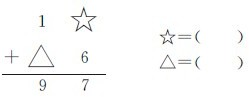 1 ☆
+ △ 6
9 7
☆=(  )
△=(  )